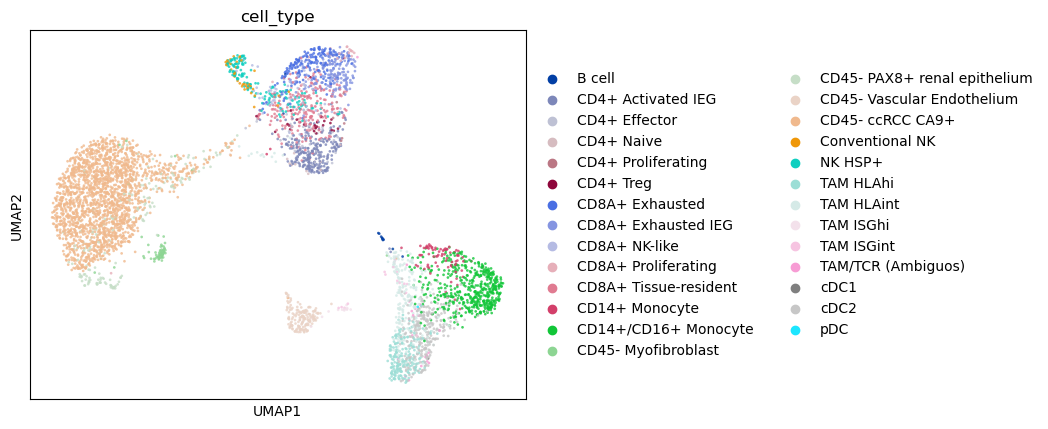 cell_type
UMAP2
UMAP1
B cell
CD4+ Activated IEG
CD4+ Effector
CD4+ Naive
CD4+ Proliferating
CD4+ Treg
CD8A+ Exhausted
CD8A+ Exhausted IEG
CD8A+ NK-like
CD8A+ Proliferating
CD8A+ Tissue-resident
CD14+ Monocyte
CD14+/CD16+ Monocyte
CD45- Myofibroblast
CD45- PAX8+ renal epithelium
CD45- Vascular Endothelium
CD45- ccRCC CA9+
Conventional NK
NK HSP+
TAM HLAhi
TAM HLAint
TAM ISGhi
TAM ISGint
TAM/TCR (Ambiguos)
cDC1
cDC2
pDC